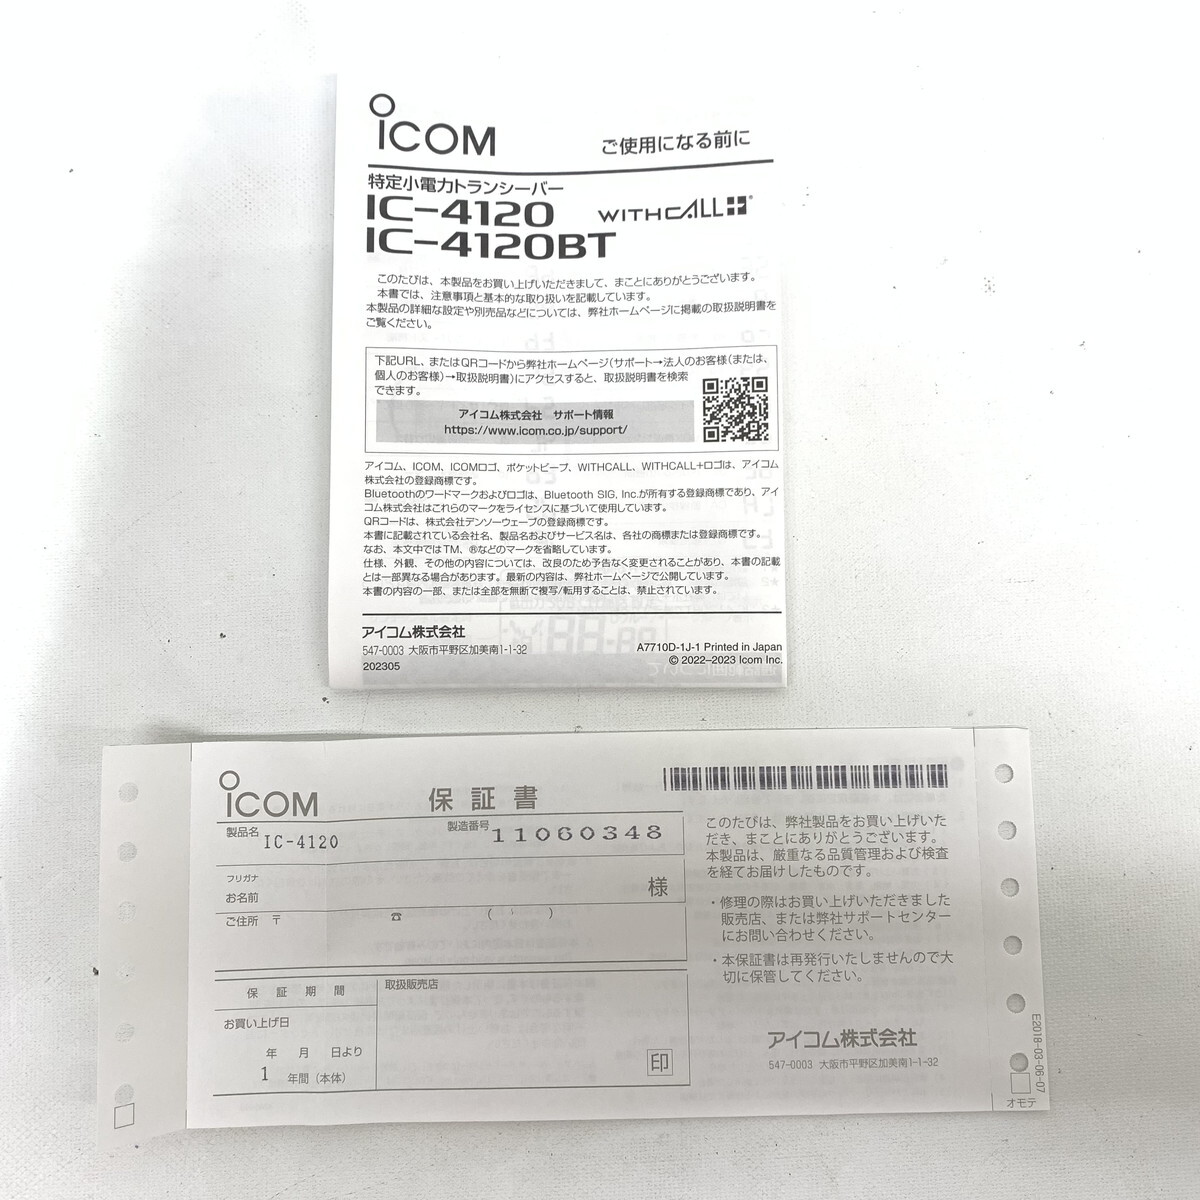 ICOM
ご使用になる前に
特定小電力トランシーバー
IC-4120
WITHCALL+®
IC-4120BT
このたびは、本製品をお買い上げいただきまして、まことにありがとうございます。
本書では、注意事項と基本的な取り扱いを記載しています。
本製品の詳細な設定や別売品などについては、弊社ホームページに掲載の取扱説明書を
ご覧ください。
下記URL、またはQRコードから弊社ホームページ(サポート→法人のお客様(または、
個人のお客様)→取扱説明書)にアクセスすると、取扱説明書を検索
できます。
アイコム株式会社 サポート情報
https://www.icom.co.jp/support/
アイコム、ICOM、ICOMロゴ、ポケットビープ、WITHCALL、WITHCALL+ロゴは、アイコム
株式会社の登録商標です。
Bluetoothのワードマークおよびロゴは、Bluetooth SIG, Inc.が所有する登録商標であり、アイ
コム株式会社はこれらのマークをライセンスに基づいて使用しています。
QRコードは、株式会社デンソーウェーブの登録商標です。
本書に記載されている会社名、製品名およびサービス名は、各社の商標または登録商標です。
なお、本文中ではTM、®などのマークを省略しています。
仕様、外観、その他の内容については、改良のため予告なく変更されることがあり、本書の記載
とは一部異なる場合があります。最新の内容は、弊社ホームページで公開しています。
本書の内容の一部、または全部を無断で複写/転用することは、禁止されています。
アイコム株式会社
547-0003 大阪市平野区加美南1-1-32
202305
A7710D-1J-1 Printed in Japan
© 2022–2023 Icom Inc.
ICOM
保証書
製品名 IC-4120
製造番号 11060348
フリガナ
お名前
様
ご住所 〒
☎ ( )
保証期間
お買い上げ日
年 月 日より
1 年間(本体)
取扱販売店
印
このたびは、弊社製品をお買い上げいた
だき、まことにありがとうございます。
本製品は、厳重なる品質管理および検査
を経てお届けしたものです。
・修理の際はお買い上げいただきました
販売店、または弊社サポートセンター
にお問い合わせください。
・本保証書は再発行いたしませんので大
切に保管してください。
アイコム株式会社
547-0003 大阪市平野区加美南1-1-32
E2018-03-06-07
オモテ